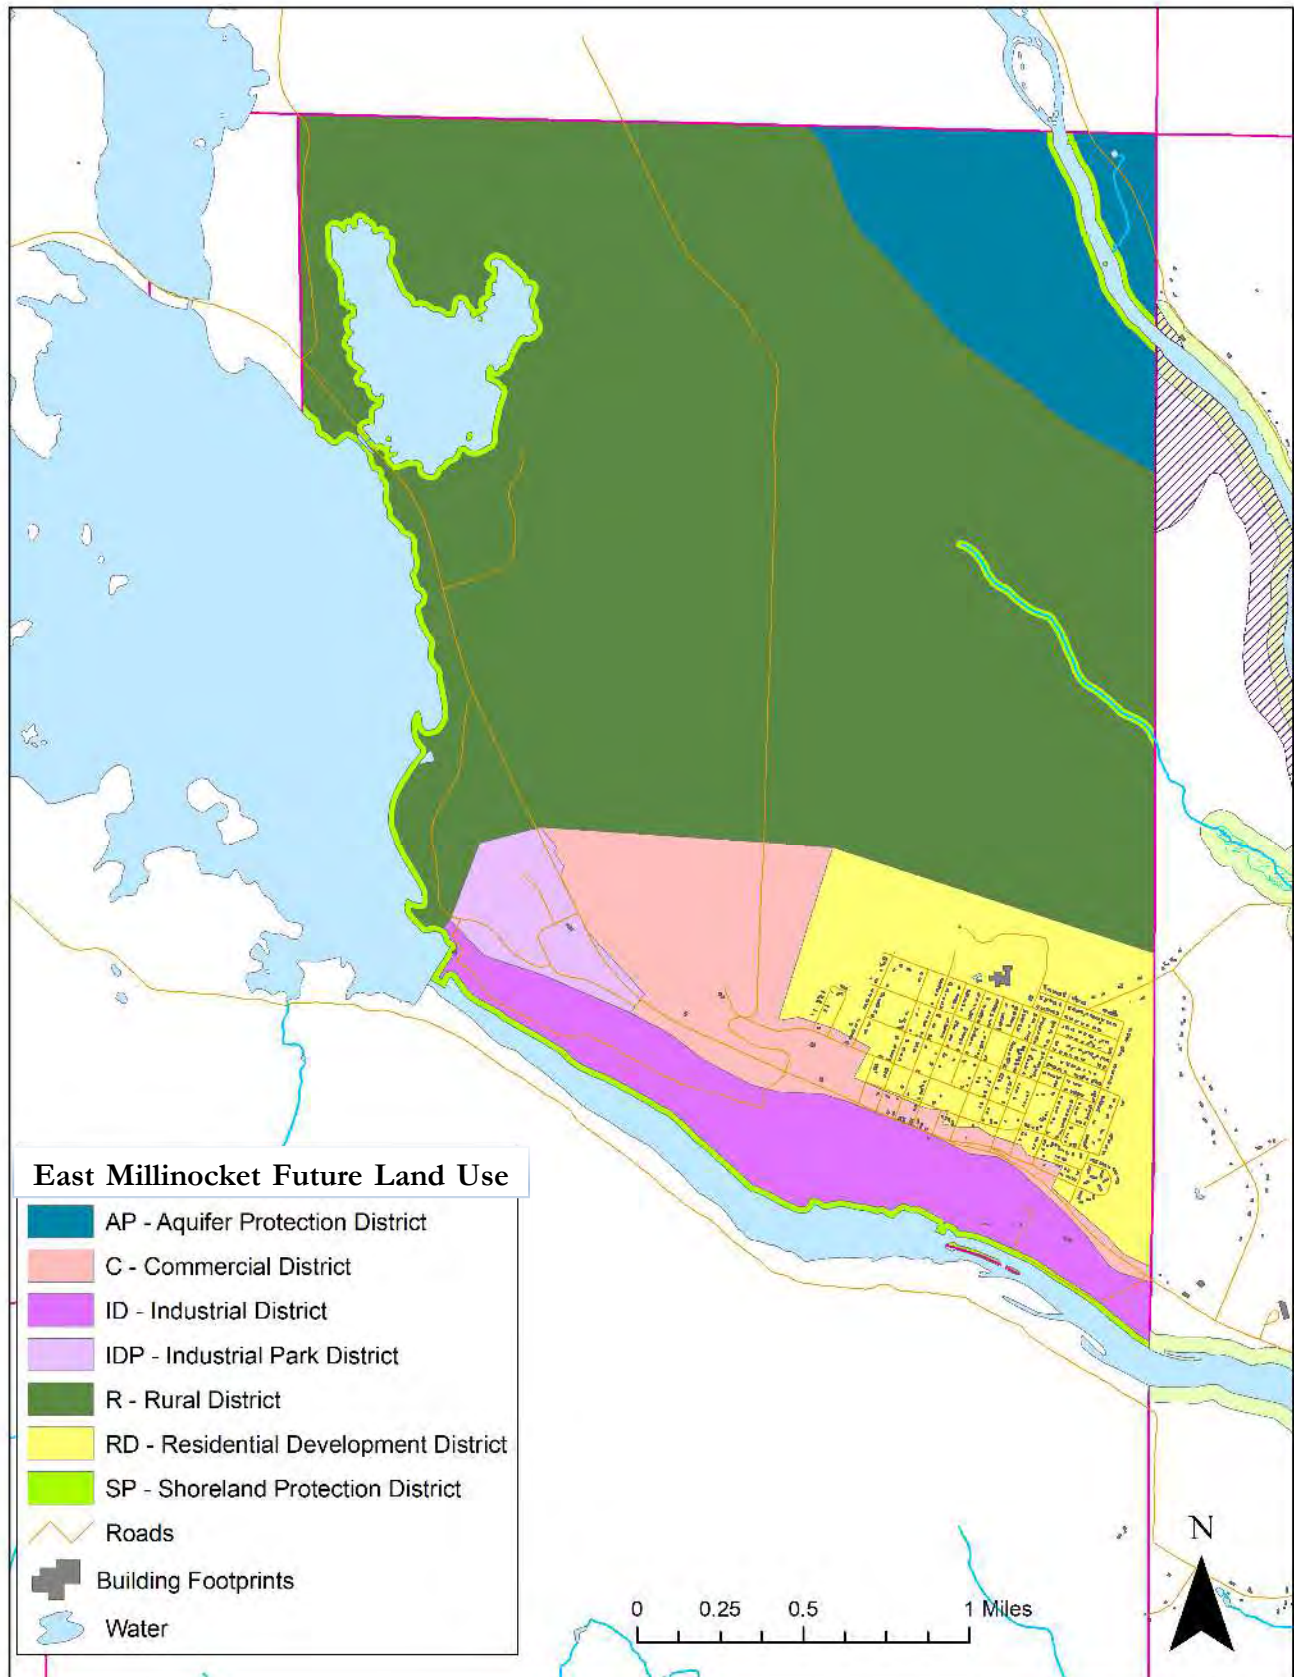 East Millinocket Future Land Use
AP - Aquifer Protection District
C - Commercial District
ID - Industrial District
IDP - Industrial Park District
R - Rural District
RD - Residential Development District
SP - Shoreland Protection District
Roads
Building Footprints
Water
0 0.25 0.5 1 Miles
N